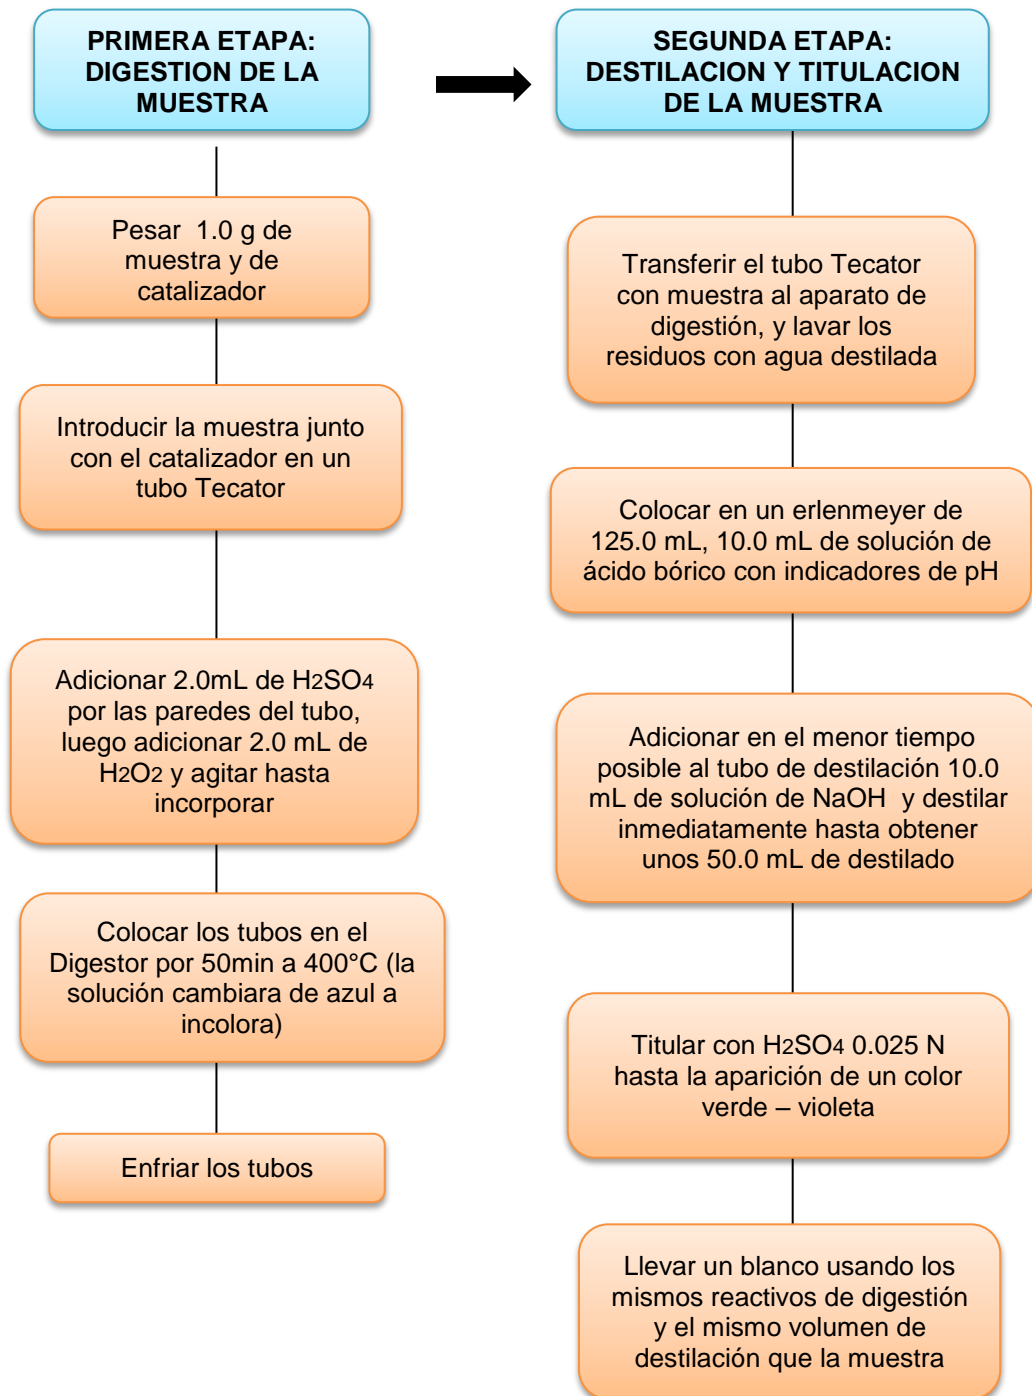 PRIMERA ETAPA:
DIGESTION DE LA
MUESTRA
Pesar 1.0 g de
muestra y de
catalizador
Introducir la muestra junto
con el catalizador en un
tubo Tecator
Adicionar 2.0mL de H2SO4
por las paredes del tubo,
luego adicionar 2.0 mL de
H2O2 y agitar hasta
incorporar
Colocar los tubos en el
Digestor por 50min a 400°C (la
solución cambiara de azul a
incolora)
Enfriar los tubos
SEGUNDA ETAPA:
DESTILACION Y TITULACION
DE LA MUESTRA
Transferir el tubo Tecator
con muestra al aparato de
digestión, y lavar los
residuos con agua destilada
Colocar en un erlenmeyer de
125.0 mL, 10.0 mL de solución de
ácido bórico con indicadores de pH
Adicionar en el menor tiempo
posible al tubo de destilación 10.0
mL de solución de NaOH y destilar
inmediatamente hasta obtener
unos 50.0 mL de destilado
Titular con H2SO4 0.025 N
hasta la aparición de un color
verde – violeta
Llevar un blanco usando los
mismos reactivos de digestión
y el mismo volumen de
destilación que la muestra